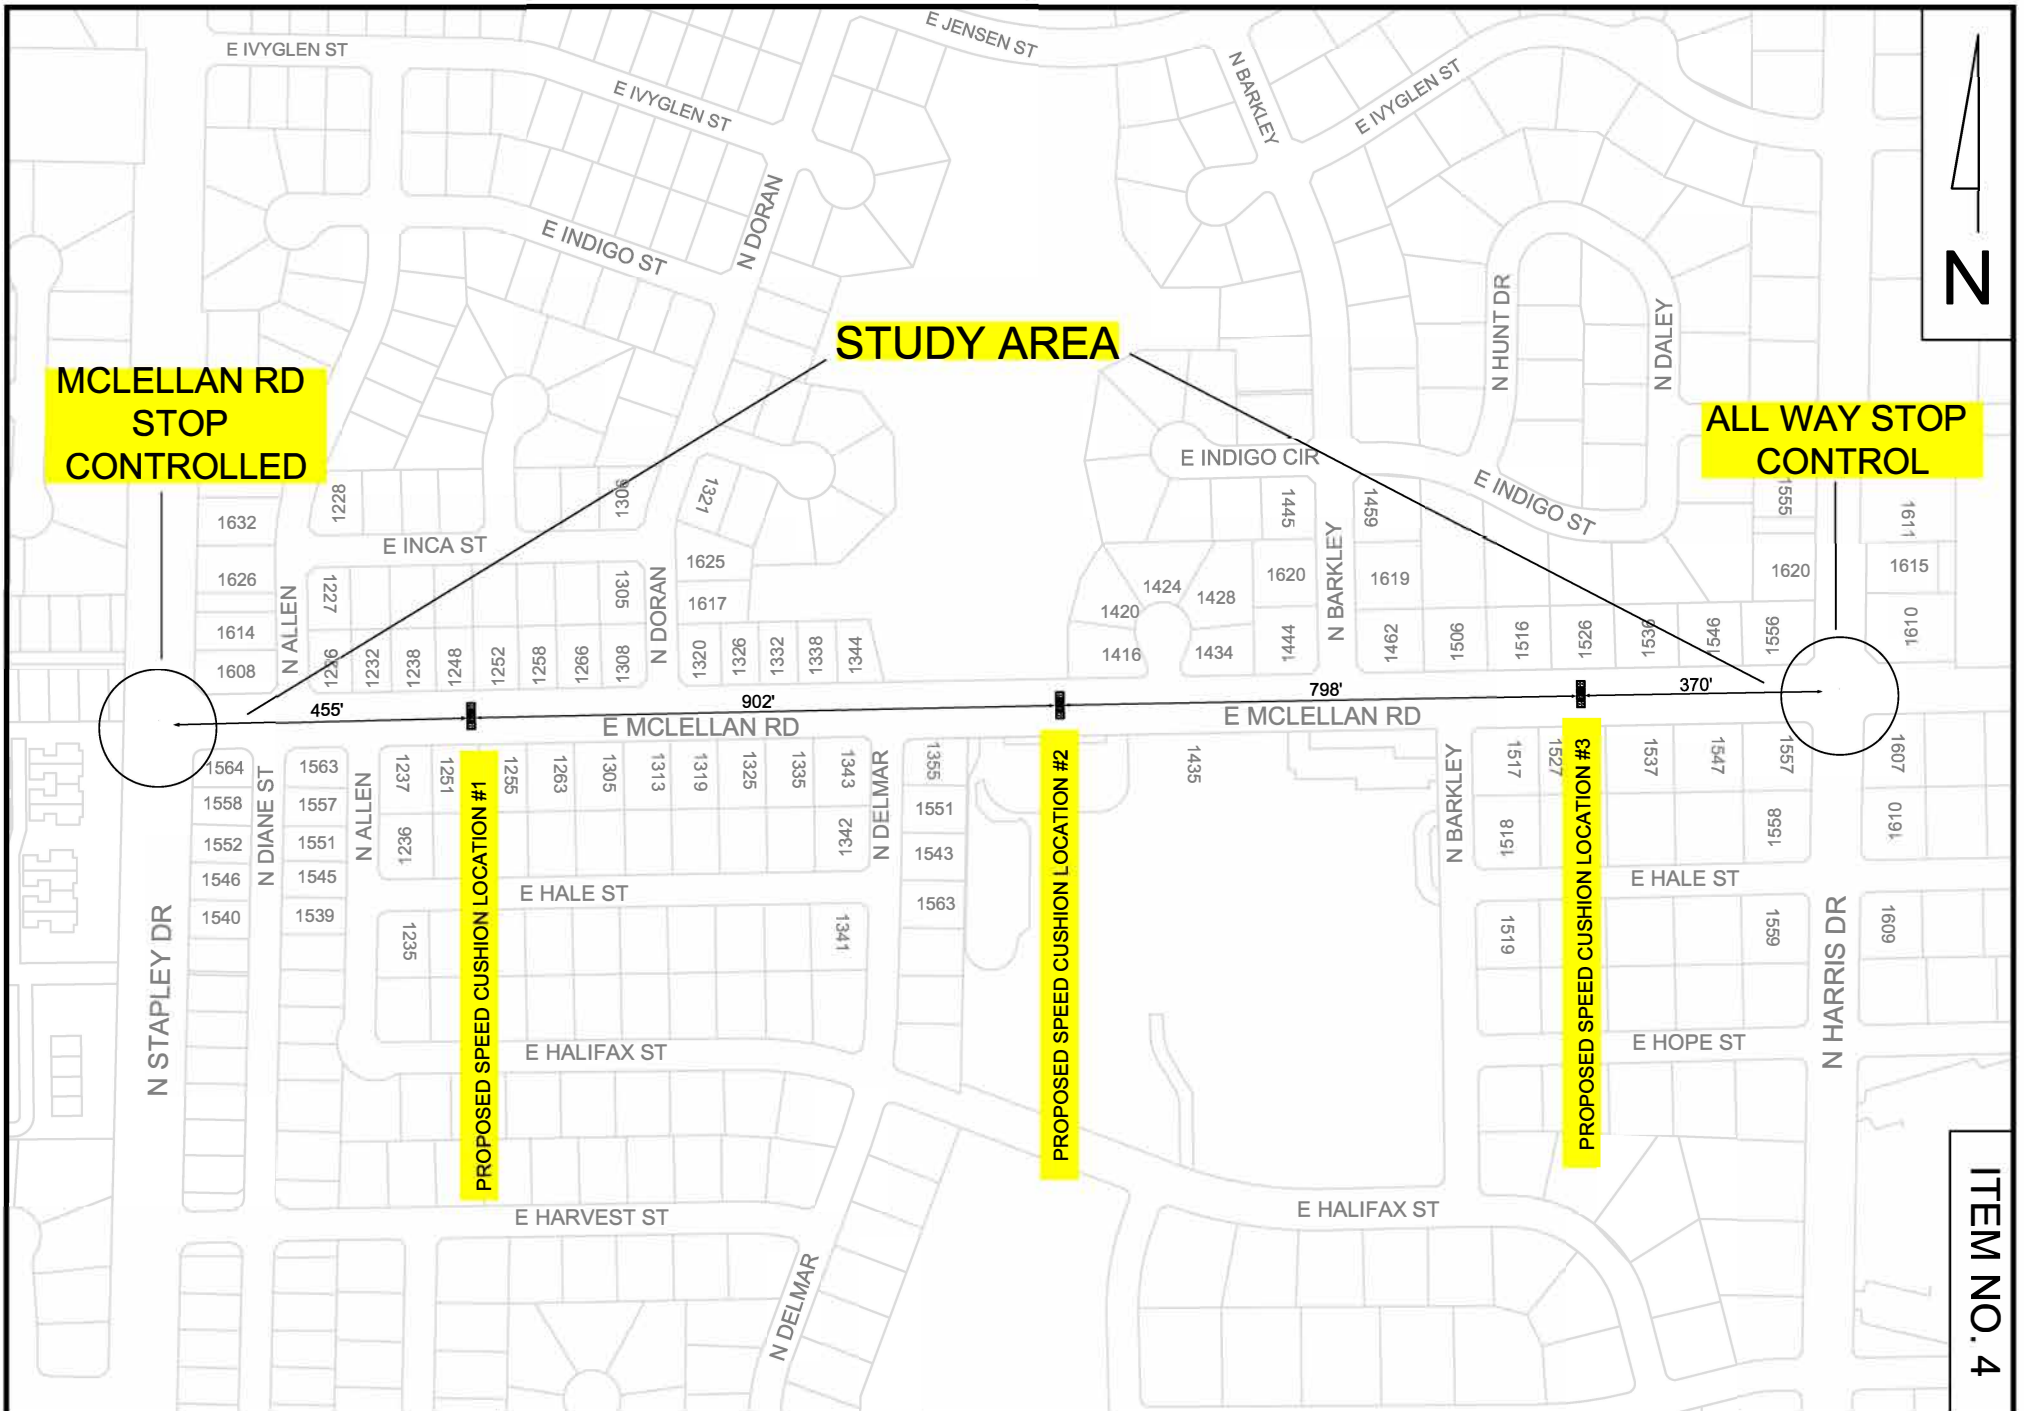 E IVYGLEN ST
E JENSEN ST
E IVYGLEN ST
N BARKLEY
E IVYGLEN ST
N DORAN
E INDIGO ST
N
N HUNT DR
N DALEY
STUDY AREA
MCLELLAN RD
STOP
CONTROLLED
ALL WAY STOP
CONTROL
E INDIGO CIR
E INDIGO ST
1632
1228
1306
1321
1445
1459
1555
1611
E INCA ST
1626
1227
1305
1625
1424
1428
1620
1619
1620
1615
N ALLEN
N DORAN
N BARKLEY
1614
1617
1420
1610
1608
1226
1232
1238
1248
1252
1258
1266
1308
1320
1326
1332
1338
1344
1416
1434
1444
1462
1506
1516
1526
1536
1546
1556
455'
902'
798'
370'
E MCLELLAN RD
E MCLELLAN RD
1564
1563
1237
1251
1255
1263
1305
1313
1319
1325
1335
1343
1355
1435
1517
1527
1537
1547
1557
1607
N DIANE ST
N ALLEN
N DELMAR
N BARKLEY
1558
1557
1551
1552
1551
1236
1342
1543
1518
1558
1610
1546
1545
E HALE ST
E HALE ST
1540
1539
1235
1341
1563
1519
1559
1609
N STAPLEY DR
N HARRIS DR
PROPOSED SPEED CUSHION LOCATION #1
PROPOSED SPEED CUSHION LOCATION #2
PROPOSED SPEED CUSHION LOCATION #3
E HALIFAX ST
E HOPE ST
E HARVEST ST
E HALIFAX ST
N DELMAR
ITEM NO. 4